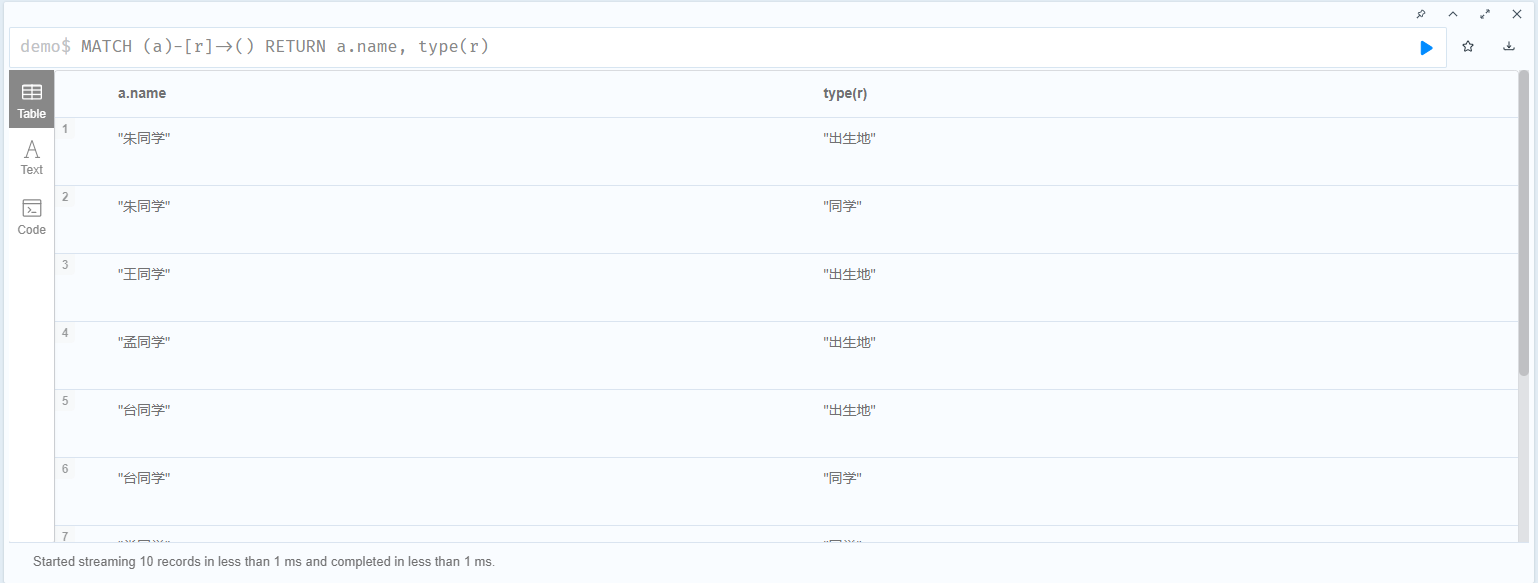 demo$ MATCH (a)-[r]->() RETURN a.name, type(r)
Table
Text
Code
a.name type(r)
1 "朱同学" "出生地"
2 "朱同学" "同学"
3 "王同学" "出生地"
4 "孟同学" "出生地"
5 "台同学" "出生地"
6 "台同学" "同学"
7
Started streaming 10 records in less than 1 ms and completed in less than 1 ms.